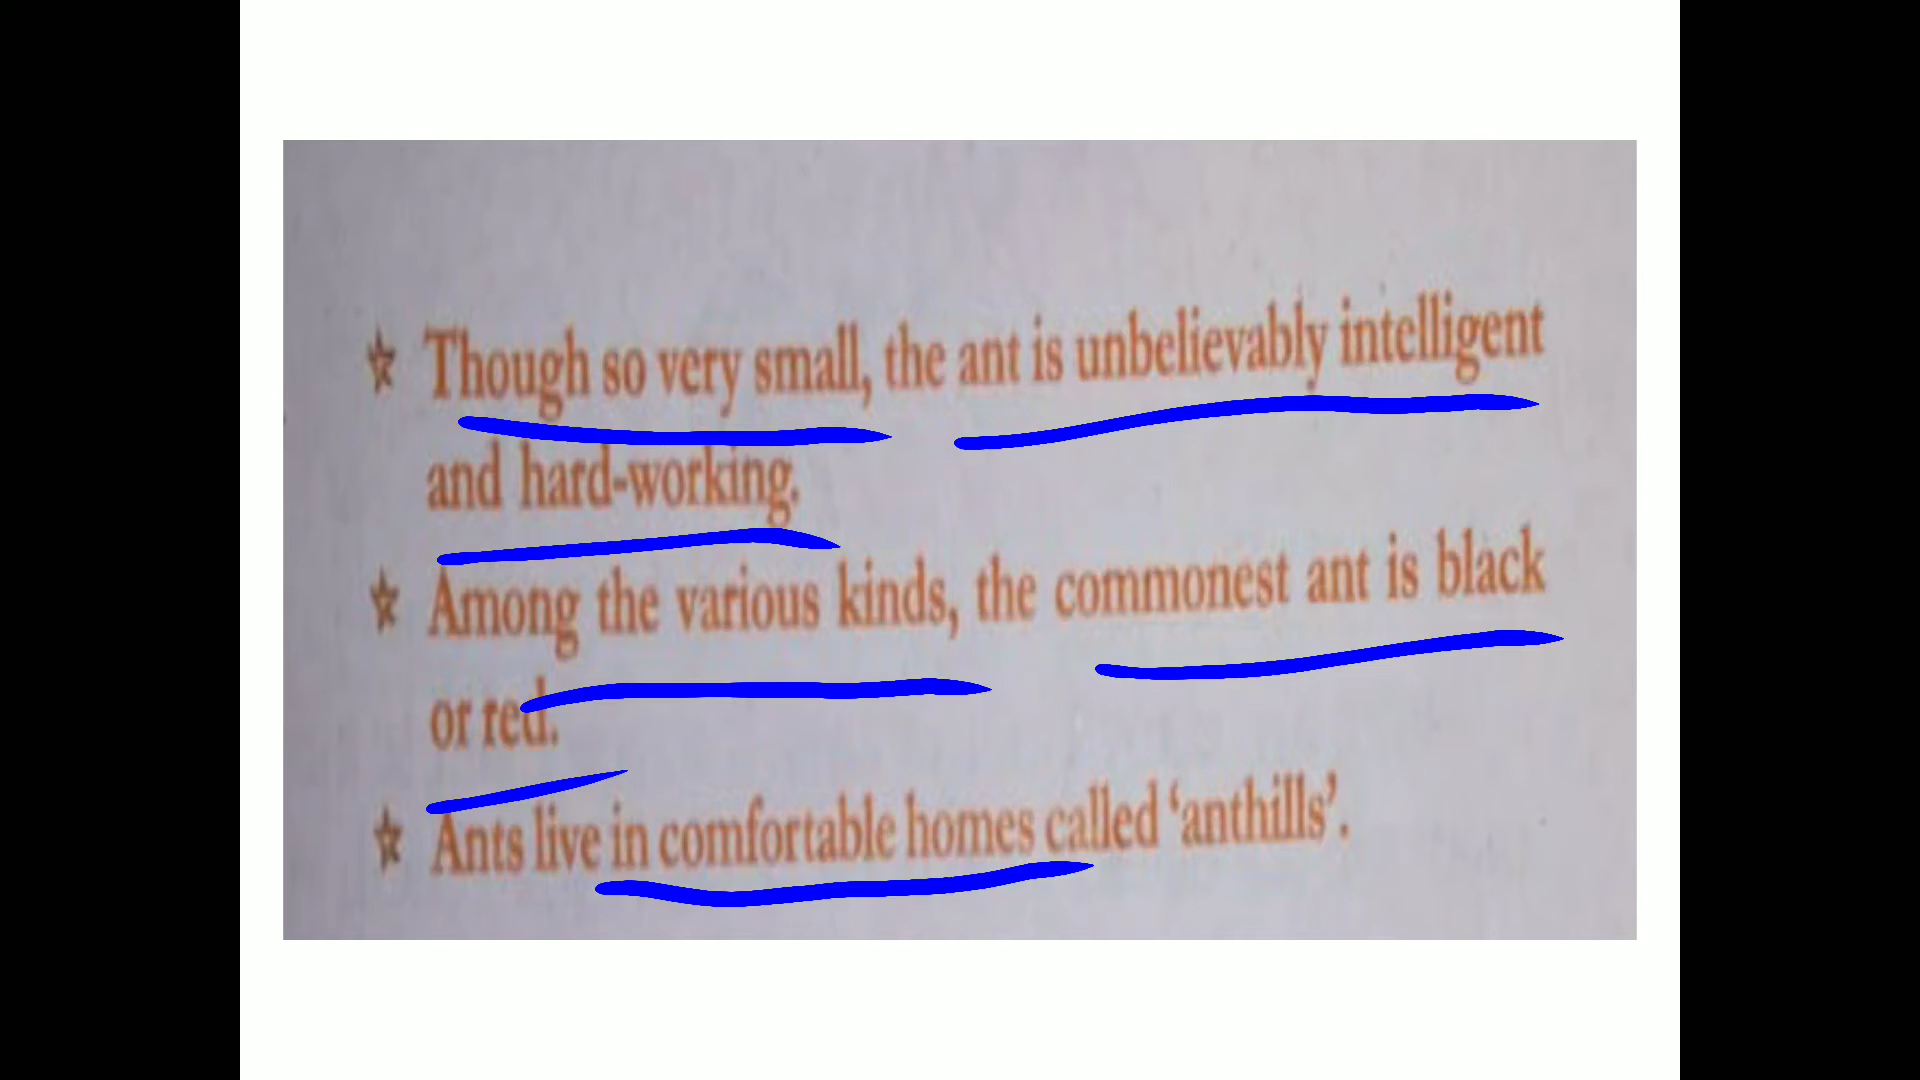 ☆ Though so very small, the ant is unbelievably intelligent
and hard-working.
☆ Among the various kinds, the commonest ant is black
or red.
☆ Ants live in comfortable homes called ‘anthills’.